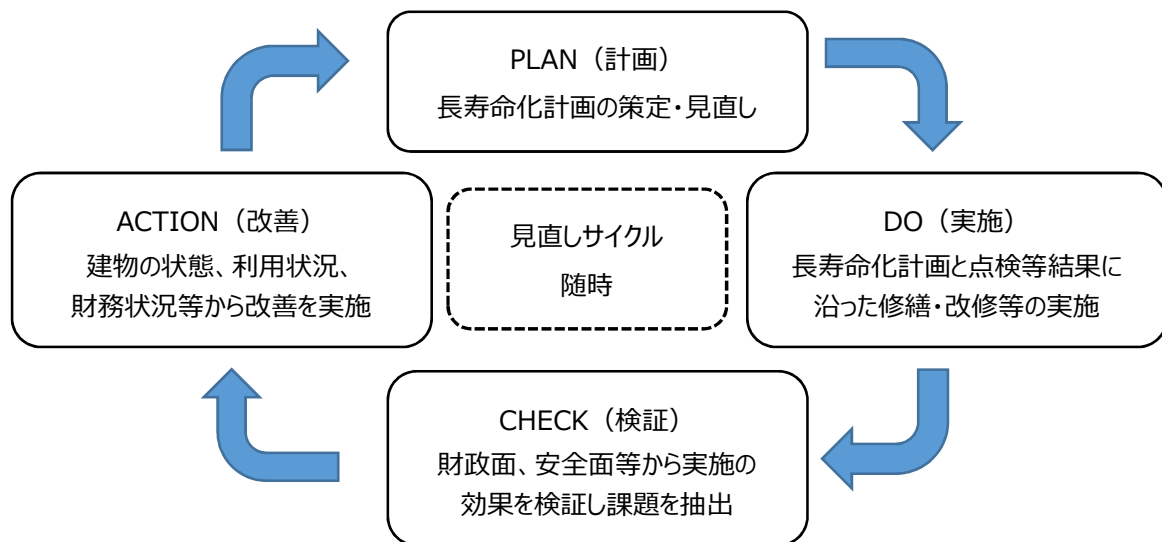 PLAN（計画）
長寿命化計画の策定・見直し
ACTION（改善）
建物の状態、利用状況、
財務状況等から改善を実施
見直しサイクル
随時
DO（実施）
長寿命化計画と点検等結果に
沿った修繕・改修等の実施
CHECK（検証）
財政面、安全面等から実施の
効果を検証し課題を抽出